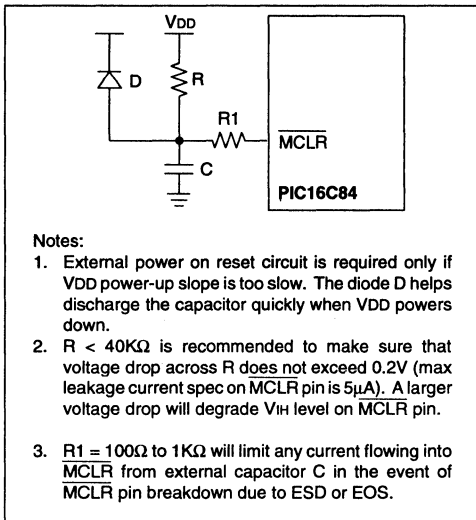 VDD
D
R
R1
MCLR
C
PIC16C84
Notes:
1. External power on reset circuit is required only if
VDD power-up slope is too slow. The diode D helps
discharge the capacitor quickly when VDD powers
down.
2. R < 40KΩ is recommended to make sure that
voltage drop across R does not exceed 0.2V (max
leakage current spec on MCLR pin is 5μA). A larger
voltage drop will degrade VIH level on MCLR pin.
3. R1 = 100Ω to 1KΩ will limit any current flowing into
MCLR from external capacitor C in the event of
MCLR pin breakdown due to ESD or EOS.